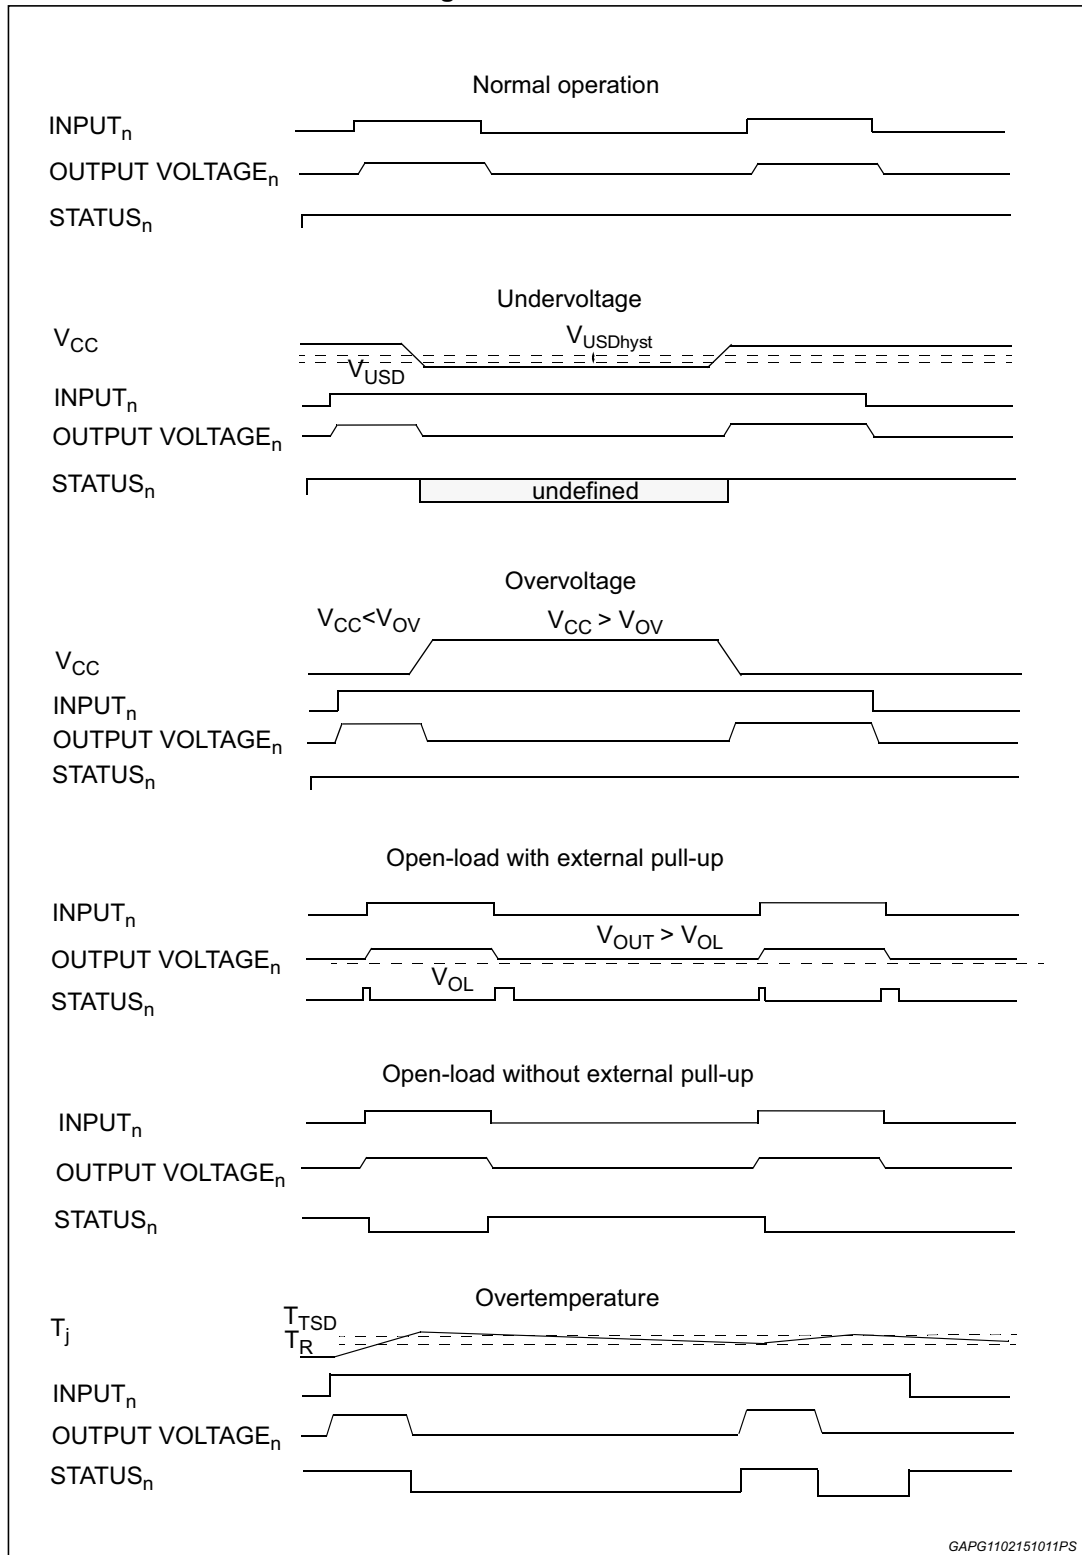 Normal operation
INPUTn
OUTPUT VOLTAGEn
STATUSn
Undervoltage
VCC
VUSDhyst
VUSD
INPUTn
OUTPUT VOLTAGEn
STATUSn
undefined
Overvoltage
VCC<VOV
VCC > VOV
VCC
INPUTn
OUTPUT VOLTAGEn
STATUSn
Open-load with external pull-up
INPUTn
VOUT > VOL
OUTPUT VOLTAGEn
VOL
STATUSn
Open-load without external pull-up
INPUTn
OUTPUT VOLTAGEn
STATUSn
Overtemperature
TTSD
Tj
TR
INPUTn
OUTPUT VOLTAGEn
STATUSn
GAPG1102151011PS